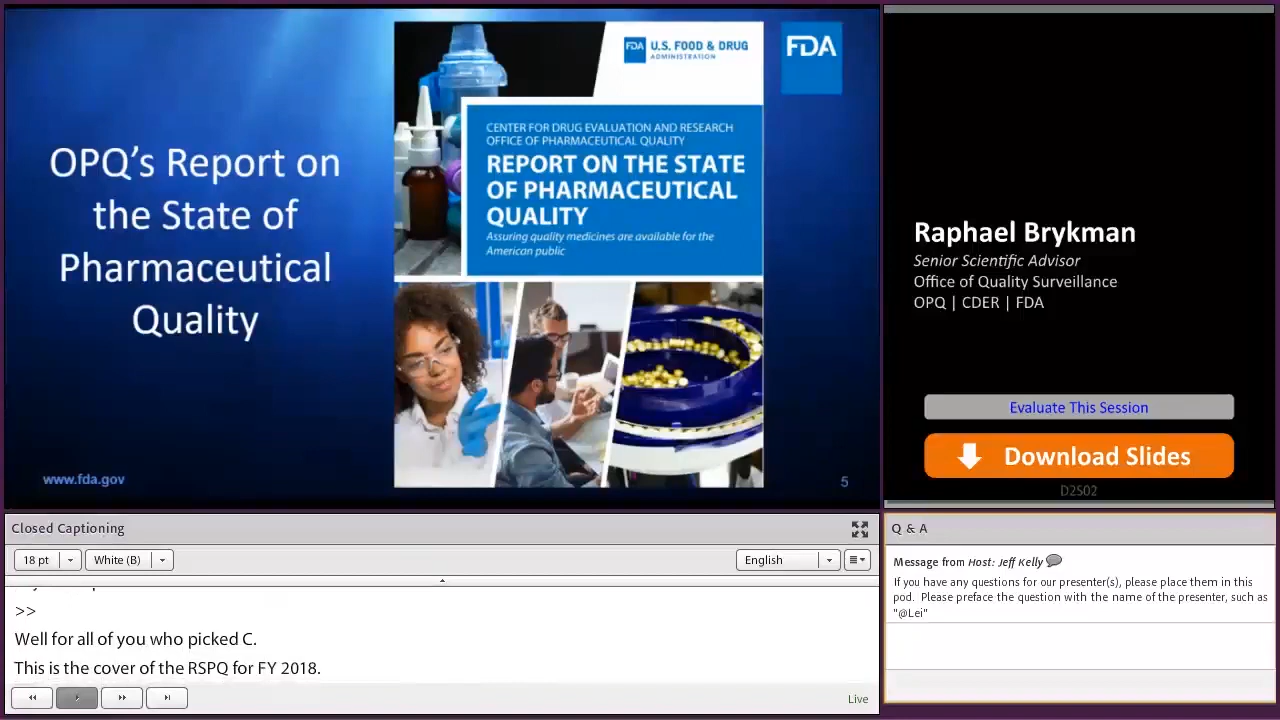 OPQ's Report on
the State of
Pharmaceutical
Quality
FDA U.S. FOOD & DRUG
ADMINISTRATION
FDA
CENTER FOR DRUG EVALUATION AND RESEARCH
OFFICE OF PHARMACEUTICAL QUALITY
REPORT ON THE STATE
OF PHARMACEUTICAL
QUALITY
Assuring quality medicines are available for the
American public
www.fda.gov
5
Raphael Brykman
Senior Scientific Advisor
Office of Quality Surveillance
OPQ | CDER | FDA
Evaluate This Session
Download Slides
D2S02
Closed Captioning
18 pt
White (B)
English
>>
Well for all of you who picked C.
This is the cover of the RSPQ for FY 2018.
Live
Q & A
Message from Host: Jeff Kelly
If you have any questions for our presenter(s), please place them in this
pod. Please preface the question with the name of the presenter, such as
"@Lei"